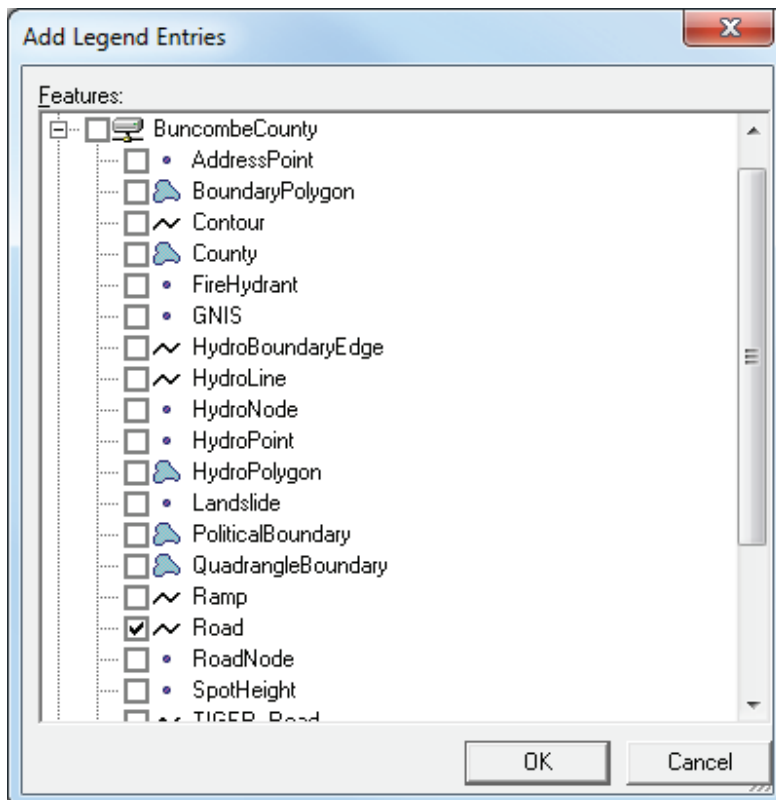 Add Legend Entries
Features:
BuncombeCounty
AddressPoint
BoundaryPolygon
Contour
County
FireHydrant
GNIS
HydroBoundaryEdge
HydroLine
HydroNode
HydroPoint
HydroPolygon
Landslide
PoliticalBoundary
QuadrangleBoundary
Ramp
Road
RoadNode
SpotHeight
TIGER_Road
OK Cancel